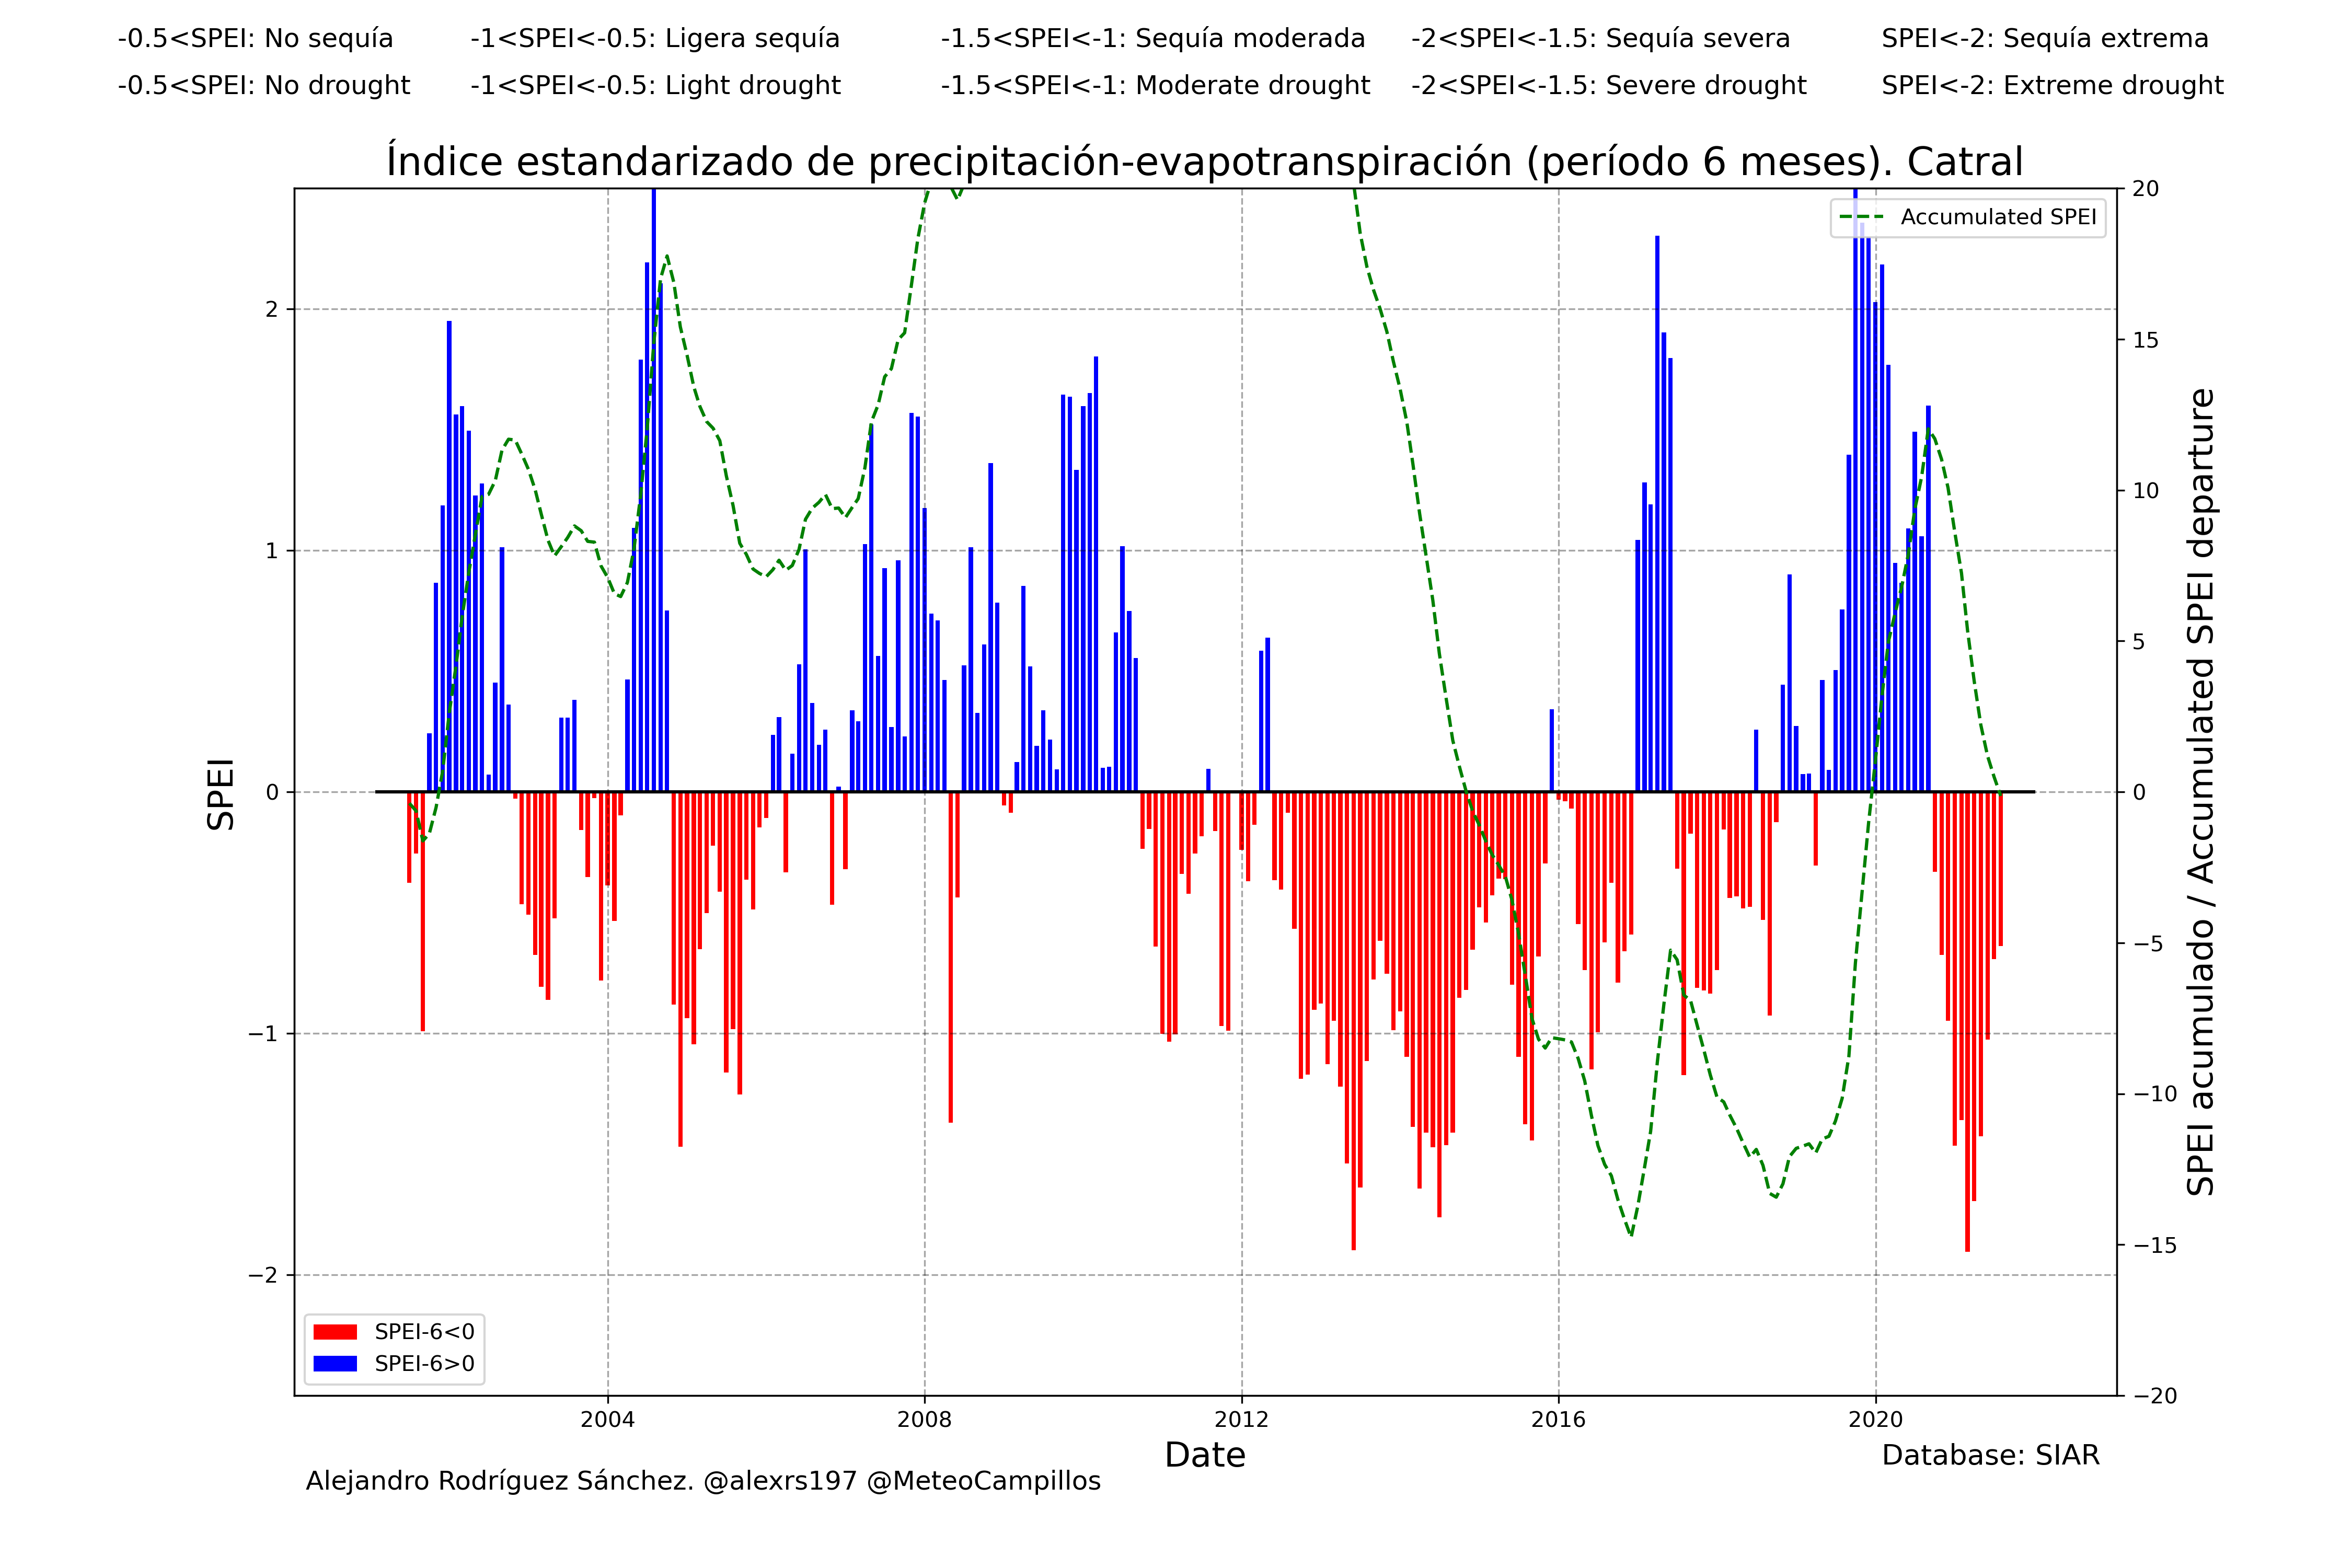 -0.5<SPEI: No sequía -1<SPEI<-0.5: Ligera sequía -1.5<SPEI<-1: Sequía moderada -2<SPEI<-1.5: Sequía severa SPEI<-2: Sequía extrema
-0.5<SPEI: No drought -1<SPEI<-0.5: Light drought -1.5<SPEI<-1: Moderate drought -2<SPEI<-1.5: Severe drought SPEI<-2: Extreme drought
Índice estandarizado de precipitación-evapotranspiración (período 6 meses). Catral
Accumulated SPEI
SPEI
2
1
0
−1
−2
20
15
10
5
0
−5
−10
−15
−20
SPEI acumulado / Accumulated SPEI departure
SPEI-6<0
SPEI-6>0
2004 2008 2012 2016 2020
Date
Database: SIAR
Alejandro Rodríguez Sánchez. @alexrs197 @MeteoCampillos